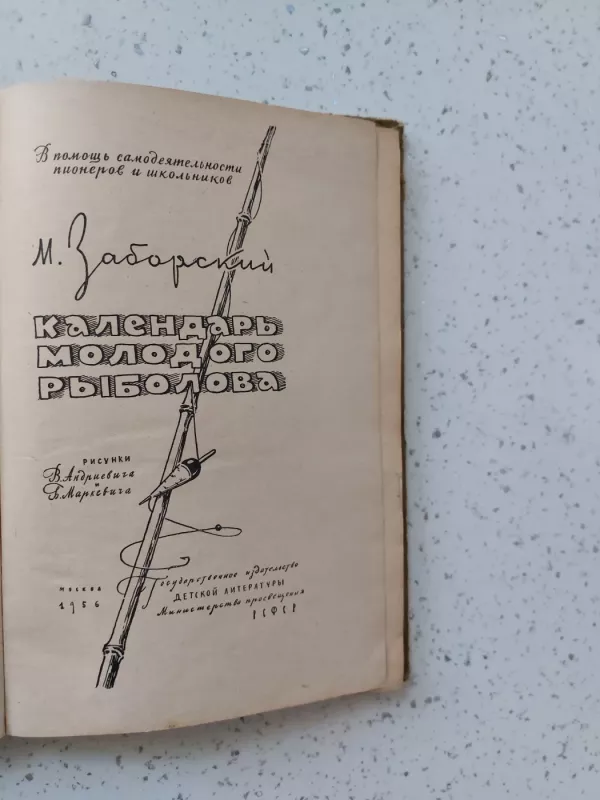 В помощь самодеятельности
пионеров и школьников
М. Заборский
КАЛЕНДАРЬ
МОЛОДОГО
РЫБОЛОВА
РИСУНКИ
В. Андриевича
и
Б. Маркевича
МОСКВА
1956
Государственное издательство
ДЕТСКОЙ ЛИТЕРАТУРЫ
Министерства просвещения
РСФСР